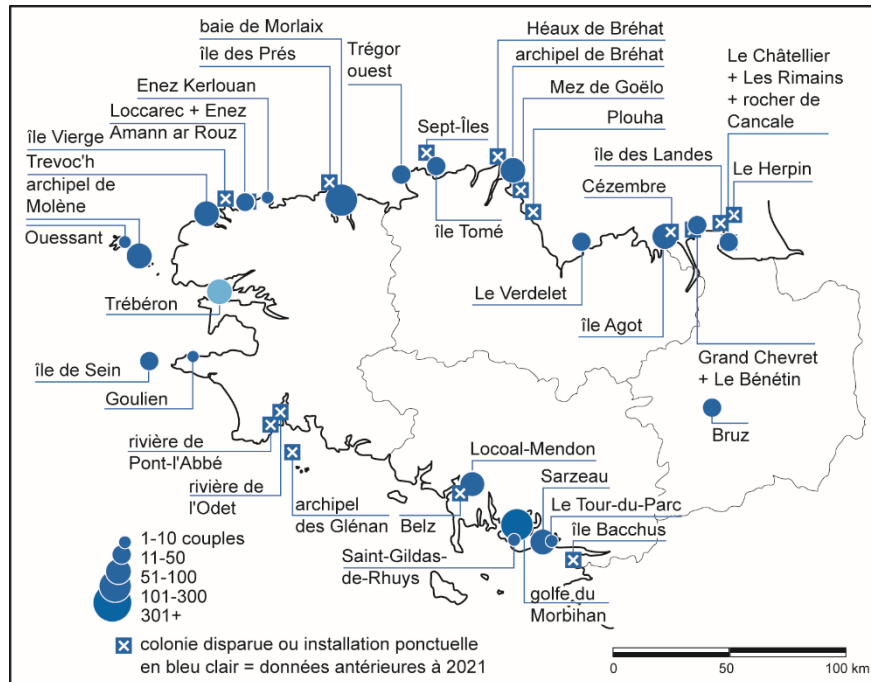 baie de Morlaix
île des Prés
Enez Kerlouan
Loccarec + Enez
Amann ar Rouz
île Vierge
Trevoc'h
archipel de
Molène
Ouessant
Trébéron
île de Sein
Goulien
rivière de
Pont-l'Abbé
rivière de
l'Odet
archipel
des Glénan
Trégor
ouest
Sept-Îles
île Tomé
Héaux de Bréhat
archipel de Bréhat
Mez de Goëlo
Plouha
Le Verdelet
île Agot
Cézembre
île des Landes
Le Châtellier
+ Les Rimains
+ rocher de
Cancale
Le Herpin
Grand Chevret
+ Le Bénétin
Bruz
Locoal-Mendon
Belz
Sarzeau
Le Tour-du-Parc
île Bacchus
Saint-Gildas-
de-Rhuys
golfe du
Morbihan
1-10 couples
11-50
51-100
101-300
301+
colonie disparue ou installation ponctuelle
en bleu clair = données antérieures à 2021
0 50 100 km